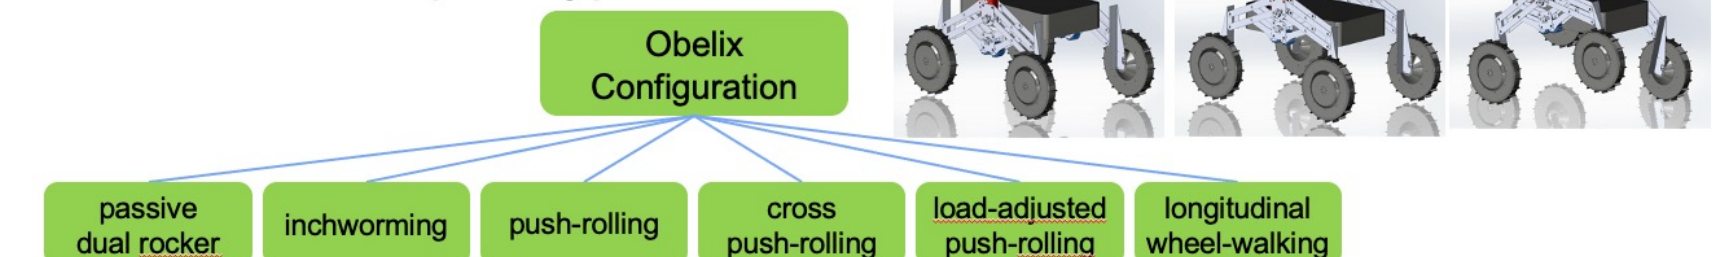 Obelix
Configuration
passive
dual rocker
inchworming
push-rolling
cross
push-rolling
load-adjusted
push-rolling
longitudinal
wheel-walking